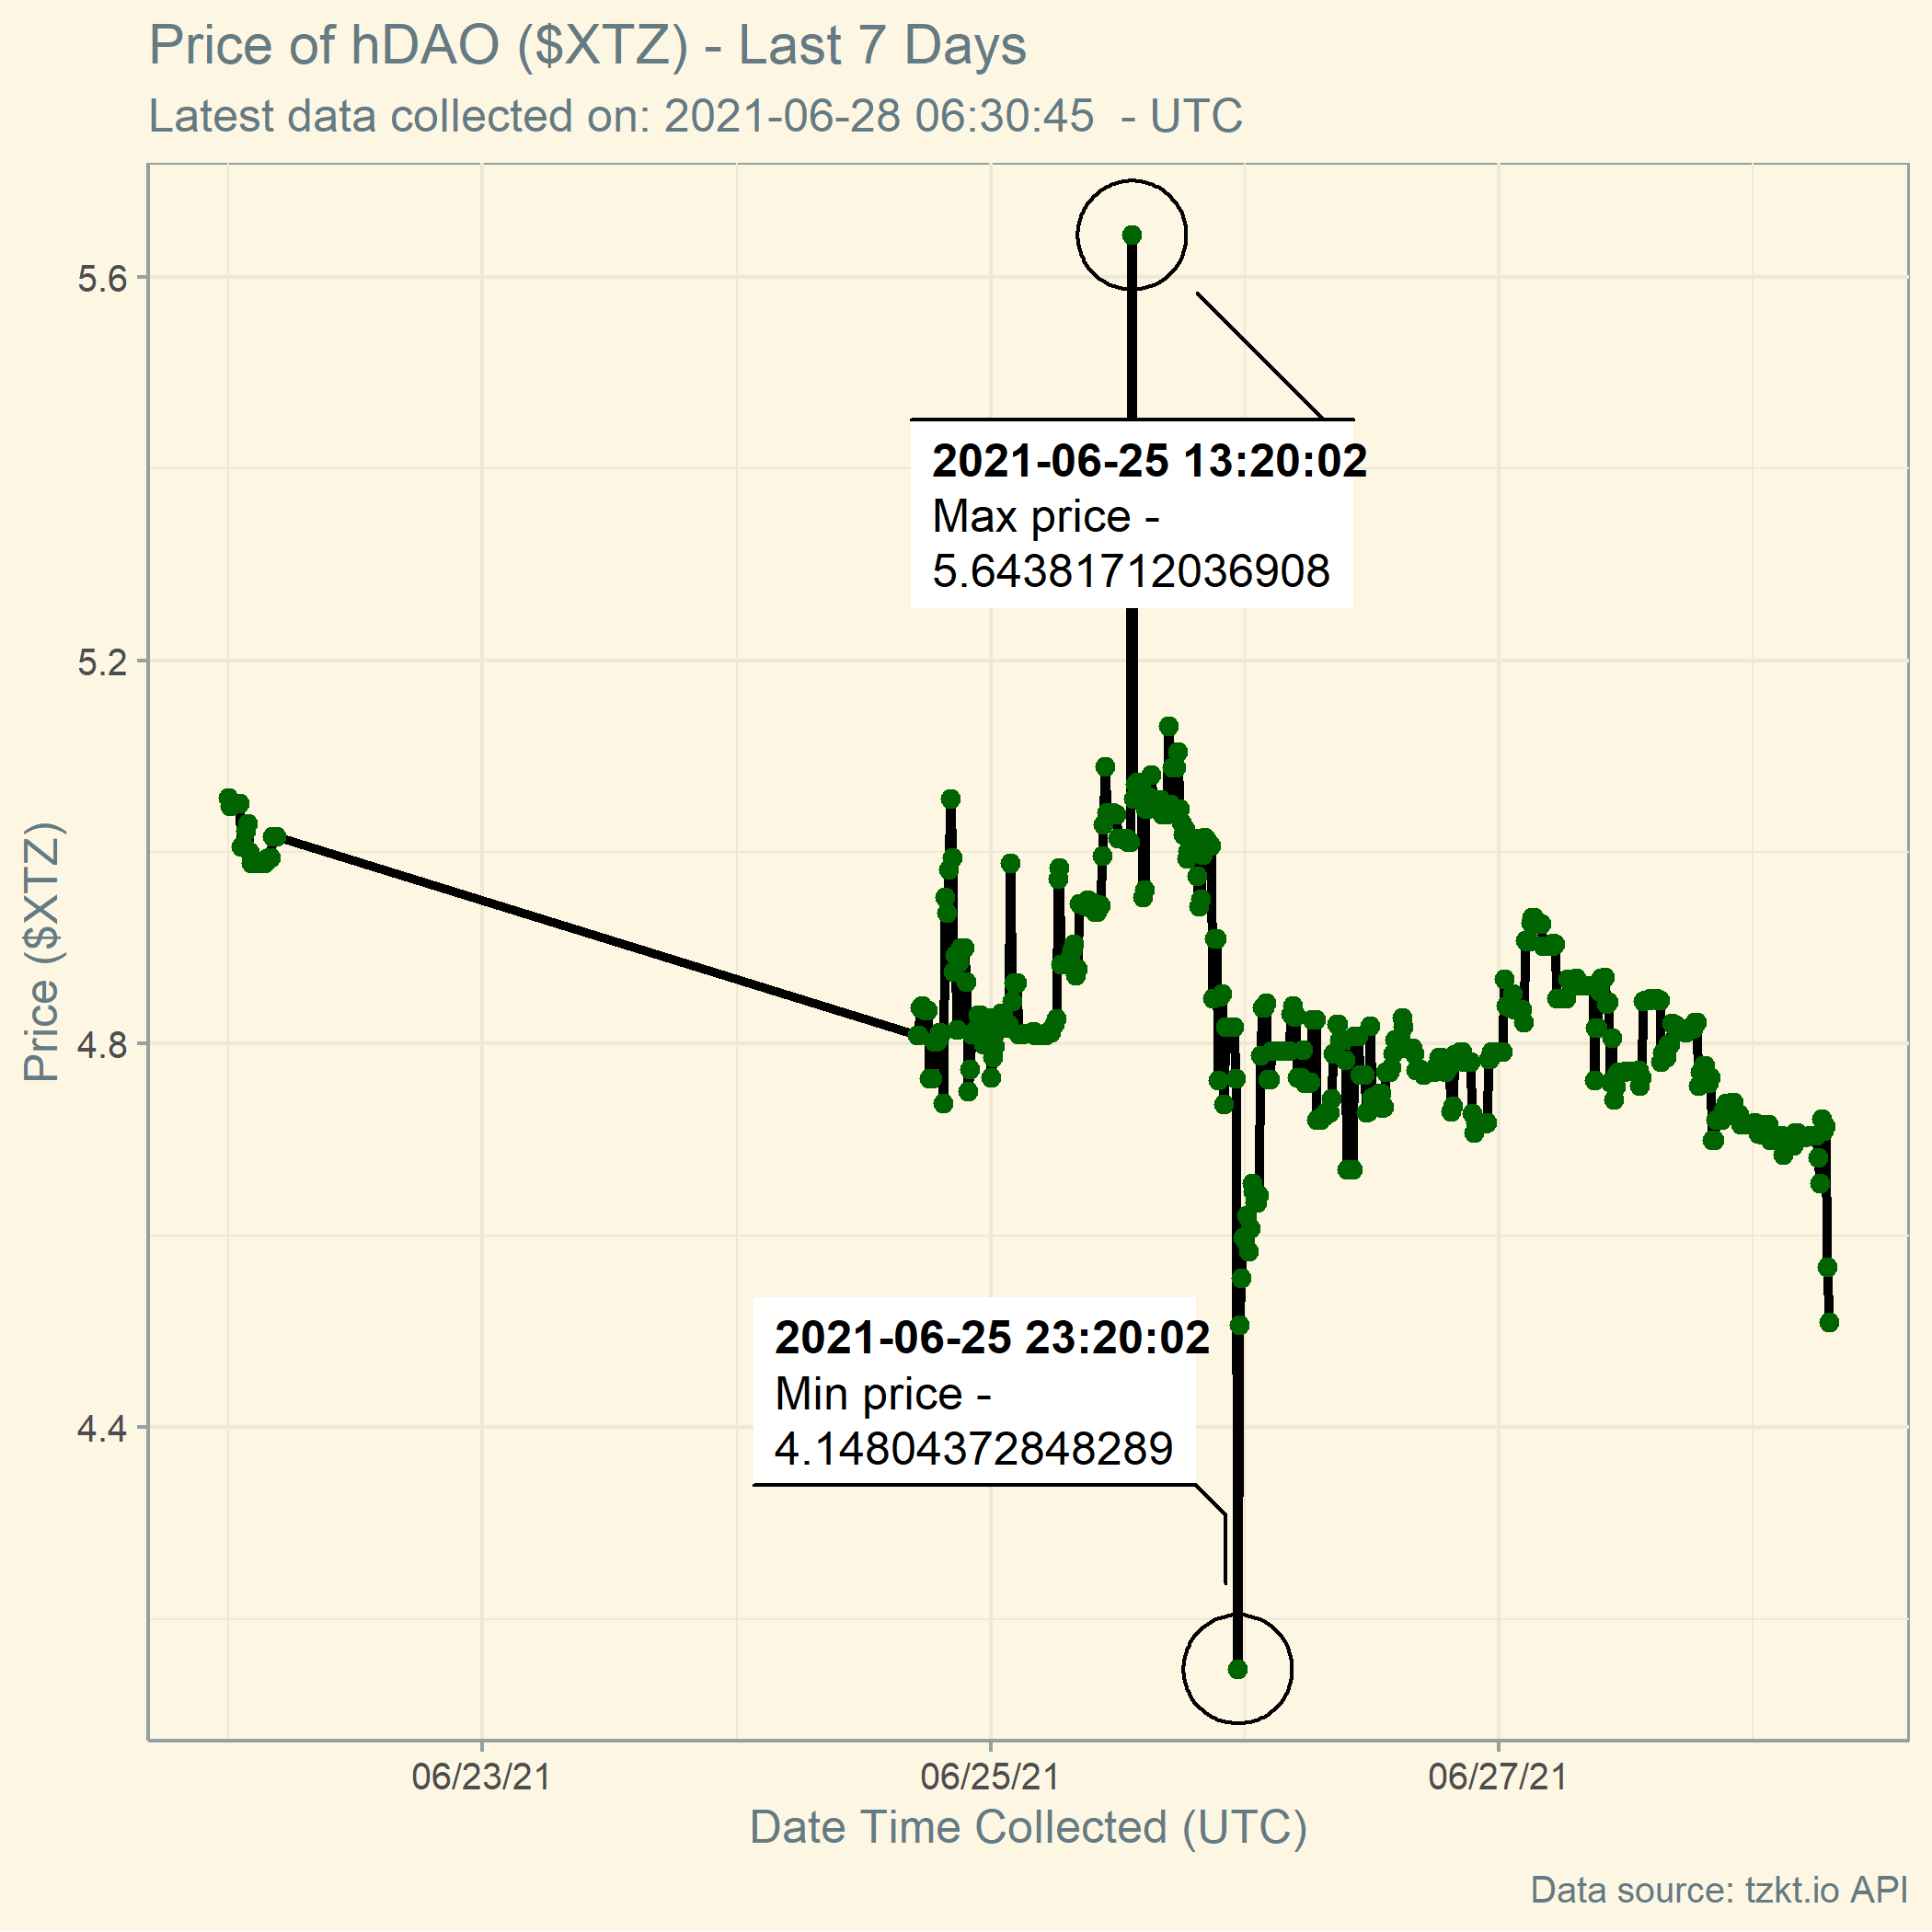 Price of hDAO ($XTZ) - Last 7 Days
Latest data collected on: 2021-06-28 06:30:45  - UTC
5.6
5.2
4.8
4.4
Price ($XTZ)
2021-06-25 13:20:02
Max price -
5.64381712036908
2021-06-25 23:20:02
Min price -
4.14804372848289
06/23/21
06/25/21
06/27/21
Date Time Collected (UTC)
Data source: tzkt.io API